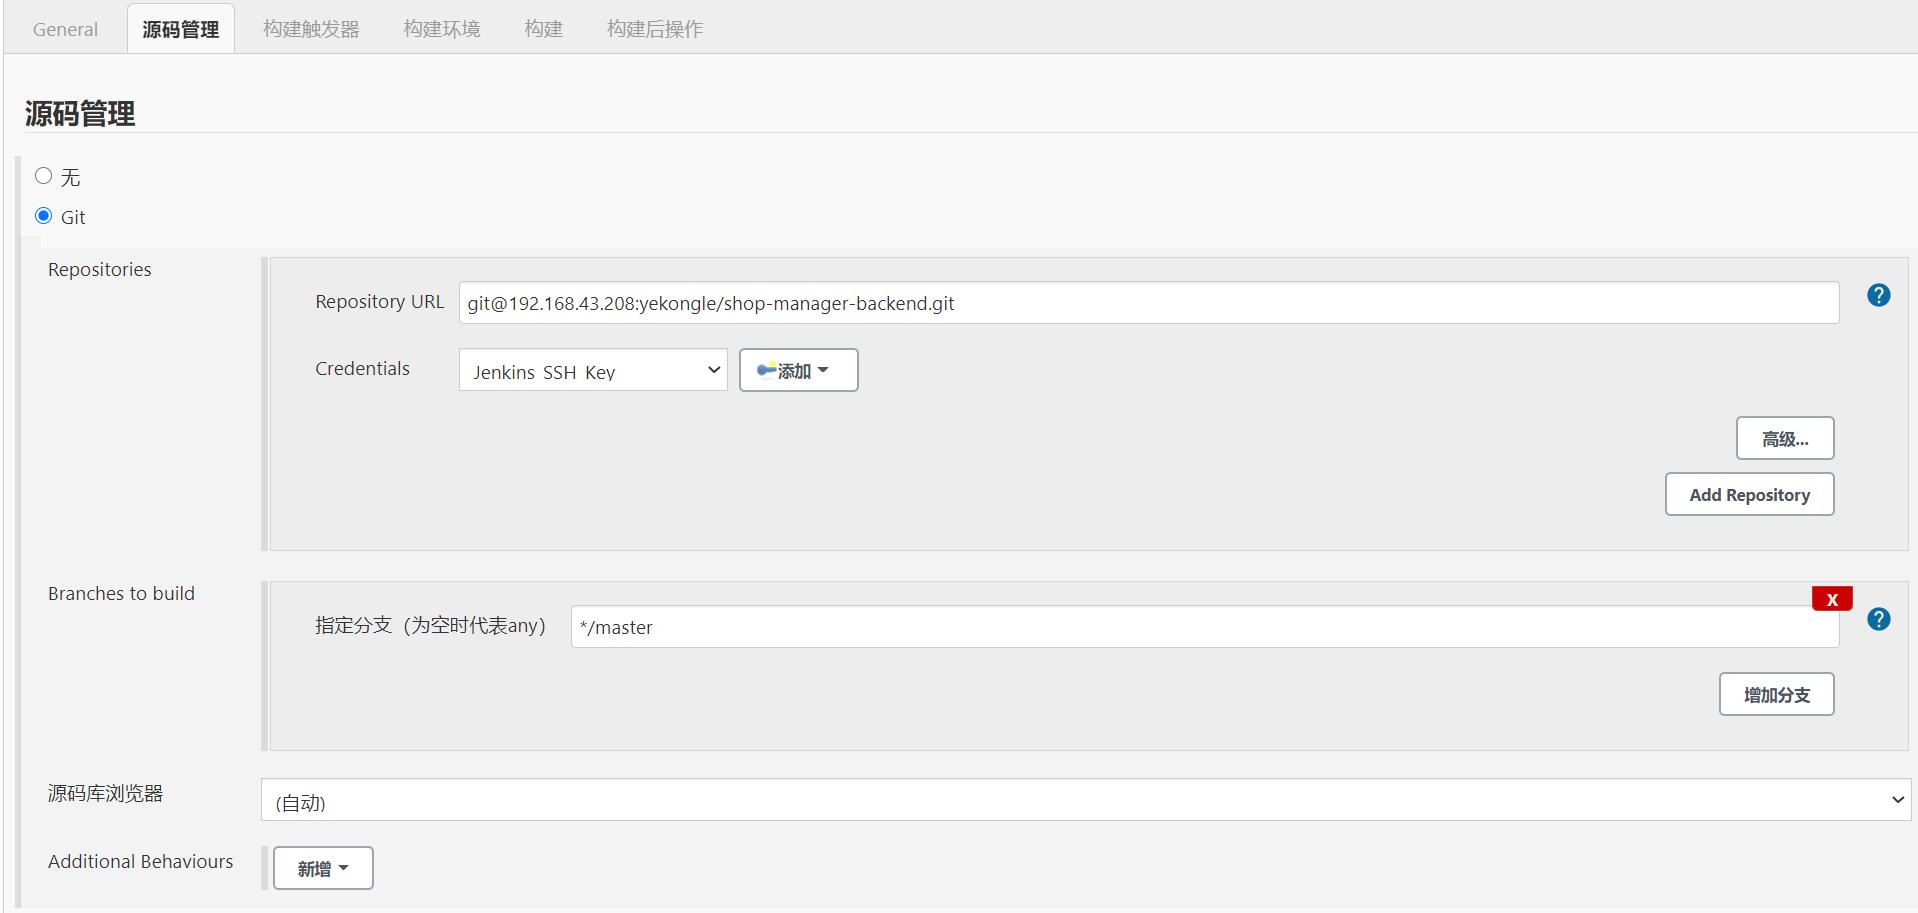 General 源码管理 构建触发器 构建环境 构建 构建后操作
源码管理
无
Git
Repositories
Repository URL git@192.168.43.208:yekongle/shop-manager-backend.git ?
Credentials Jenkins SSH Key 添加
高级...
Add Repository
Branches to build
X
指定分支（为空时代表any） */master ?
增加分支
源码库浏览器 (自动)
Additional Behaviours 新增